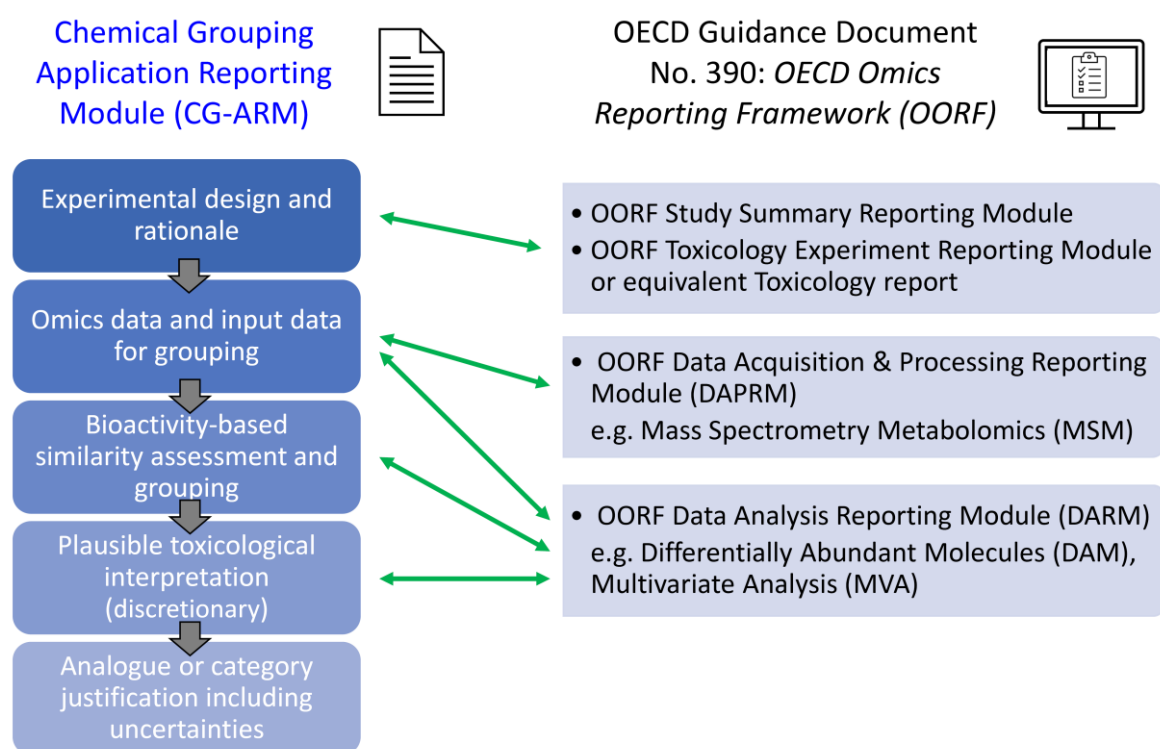 Chemical Grouping
Application Reporting
Module (CG-ARM)
OECD Guidance Document
No. 390: OECD Omics
Reporting Framework (OORF)
Experimental design and
rationale
Omics data and input data
for grouping
Bioactivity-based
similarity assessment and
grouping
Plausible toxicological
interpretation
(discretionary)
Analogue or category
justification including
uncertainties
• OORF Study Summary Reporting Module
• OORF Toxicology Experiment Reporting Module
or equivalent Toxicology report
• OORF Data Acquisition & Processing Reporting
Module (DAPRM)
e.g. Mass Spectrometry Metabolomics (MSM)
• OORF Data Analysis Reporting Module (DARM)
e.g. Differentially Abundant Molecules (DAM),
Multivariate Analysis (MVA)